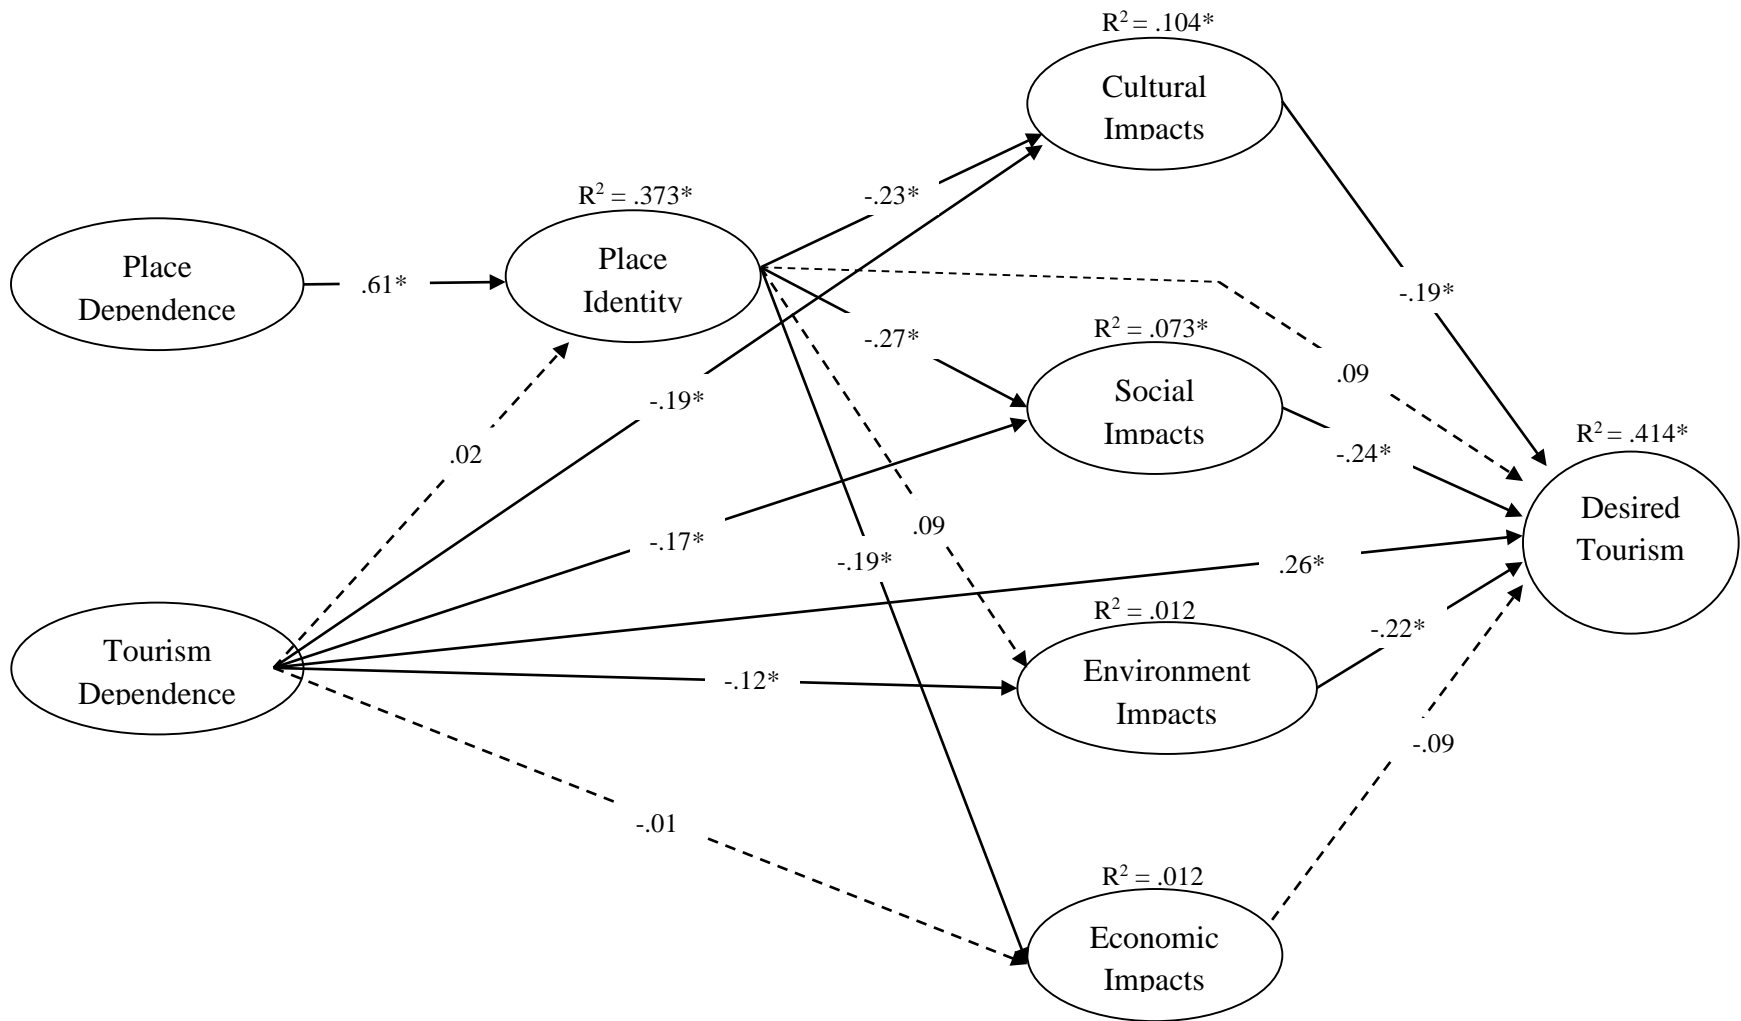 R² = .104*
Cultural
Impacts
R² = .373*
Place
Identity
-.23*
Place
Dependence
.61*
-.19*
R² = .073*
Social
Impacts
-.27*
.09
-.19*
.02
R² = .414*
Desired
Tourism
-.24*
-.17*
.09
-.19*
.26*
R² = .012
Environment
Impacts
-.22*
Tourism
Dependence
-.12*
-.09
-.01
R² = .012
Economic
Impacts